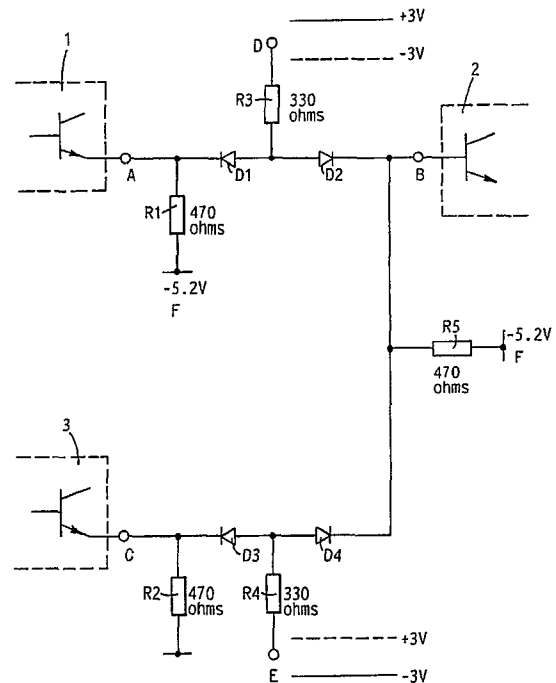 +3V
1
D
-3V
2
R3 330
ohms
A
D1
D2
B
R1 470
ohms
-5.2V
F
R5
-5.2V
F
470
ohms
3
C
D3
D4
R2 470
ohms
R4 330
ohms
+3V
E
-3V